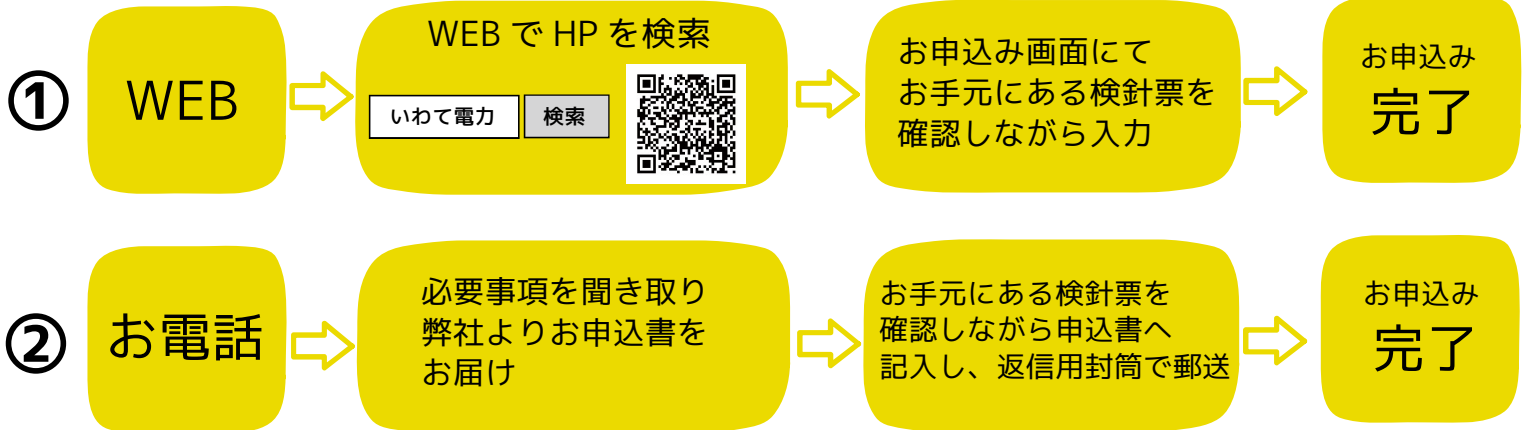 ①
WEB
WEB で HP を検索
いわて電力 検索
お申込み画面にて
お手元にある検針票を
確認しながら入力
お申込み
完了
②
お電話
必要事項を聞き取り
弊社よりお申込書を
お届け
お手元にある検針票を
確認しながら申込書へ
記入し、返信用封筒で郵送
お申込み
完了